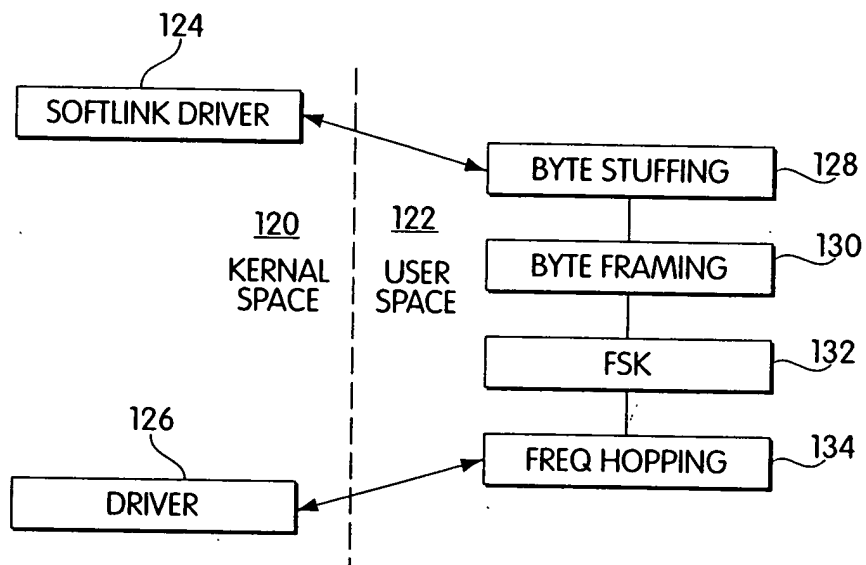 124
SOFTLINK DRIVER
BYTE STUFFING
128
120
122
KERNAL
SPACE
USER
SPACE
BYTE FRAMING
130
FSK
132
126
DRIVER
FREQ HOPPING
134